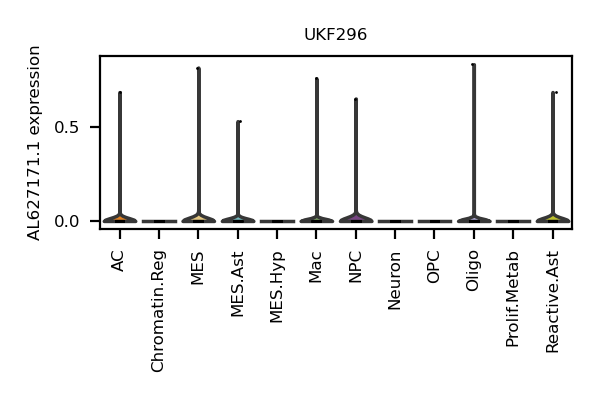 UKF296
AL627171.1 expression
0.5
0.0
AC
Chromatin.Reg
MES
MES.Ast
MES.Hyp
Mac
NPC
Neuron
OPC
Oligo
Prolif.Metab
Reactive.Ast